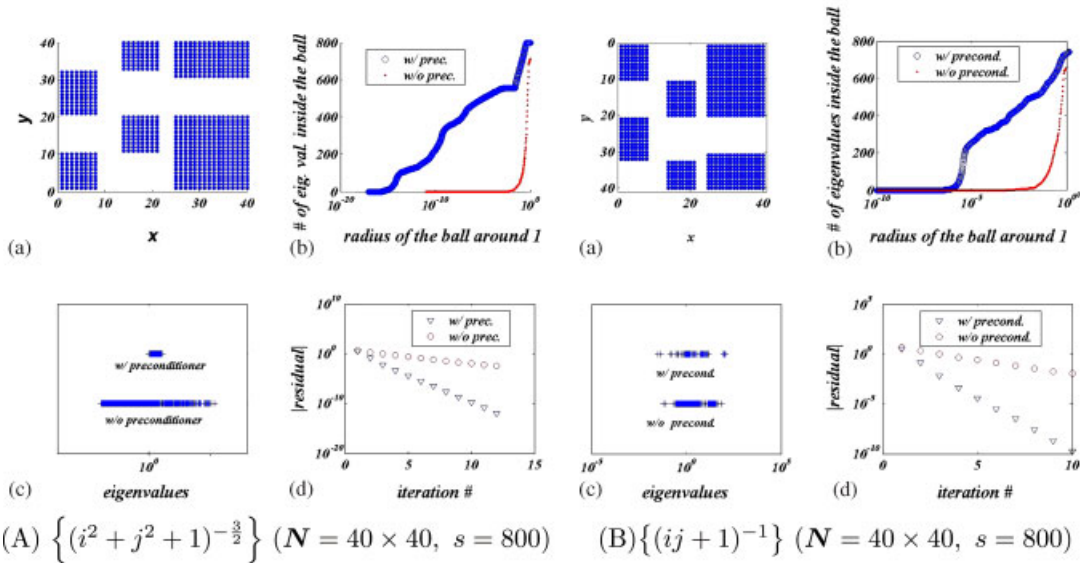 40
30
20
10
0
y
0 10 20 30 40
x
(a)
# of eig. val. inside the ball
800
600
400
200
0
w/ prec.
w/o prec.
10^-20 10^-10 10^0
radius of the ball around 1
(b)
0
10
20
30
40
y
0 20 40
x
(a)
# of eigenvalues inside the ball
800
600
400
200
0
w/ precond.
w/o precond.
10^-10 10^-5 10^00
radius of the ball around 1
(b)
w/ preconditioner
w/o preconditioner
10^0
eigenvalues
(c)
|residual|
10^10
10^0
10^-10
10^-20
w/ prec.
w/o prec.
0 5 10 15
iteration #
(d)
w/ precond.
w/o precond.
10^-5 10^0 10^5
eigenvalues
(c)
|residual|
10^5
10^0
10^-5
10^-10
w/ precond.
w/o precond.
0 5 10
iteration #
(d)
(A) {(i² + j² + 1)^{-3/2}} (N = 40 × 40, s = 800)
(B){(ij + 1)^{-1}} (N = 40 × 40, s = 800)